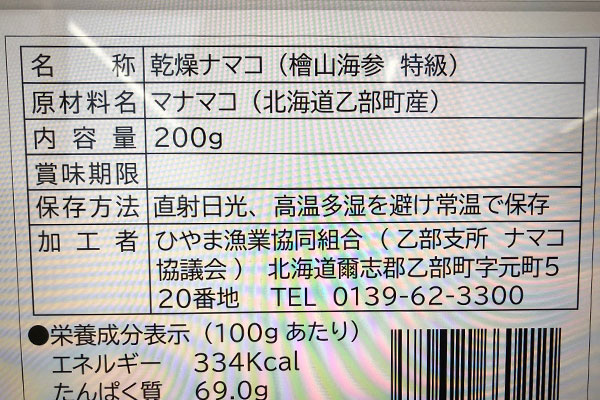 名称 乾燥ナマコ（檜山海参 特級）
原材料名 マナマコ（北海道乙部町産）
内容量 200g
賞味期限
保存方法 直射日光、高温多湿を避け常温で保存
加工者 ひやま漁業協同組合（乙部支所 ナマコ
協議会） 北海道爾志郡乙部町字元町5
20番地 TEL 0139-62-3300
●栄養成分表示（100gあたり）
エネルギー 334Kcal
たんぱく質 69.0g